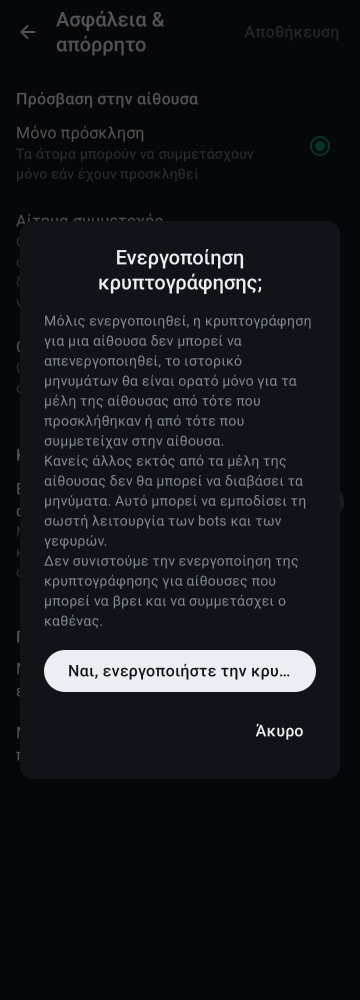 Ασφάλεια &
απόρρητο
Αποθήκευση
Πρόσβαση στην αίθουσα
Μόνο πρόσκληση
Τα άτομα μπορούν να συμμετάσχουν
μόνο εάν έχουν προσκληθεί
Αίτημα συμμετοχής
Ενεργοποίηση
κρυπτογράφησης;
Μόλις ενεργοποιηθεί, η κρυπτογράφηση
για μια αίθουσα δεν μπορεί να
απενεργοποιηθεί, το ιστορικό
μηνυμάτων θα είναι ορατό μόνο για τα
μέλη της αίθουσας από τότε που
προσκλήθηκαν ή από τότε που
συμμετείχαν στην αίθουσα.
Κανείς άλλος εκτός από τα μέλη της
αίθουσας δεν θα μπορεί να διαβάσει τα
μηνύματα. Αυτό μπορεί να εμποδίσει τη
σωστή λειτουργία των bots και των
γεφυρών.
Δεν συνιστούμε την ενεργοποίηση της
κρυπτογράφησης για αίθουσες που
μπορεί να βρει και να συμμετάσχει ο
καθένας.
Ναι, ενεργοποιήστε την κρυ...
Άκυρο